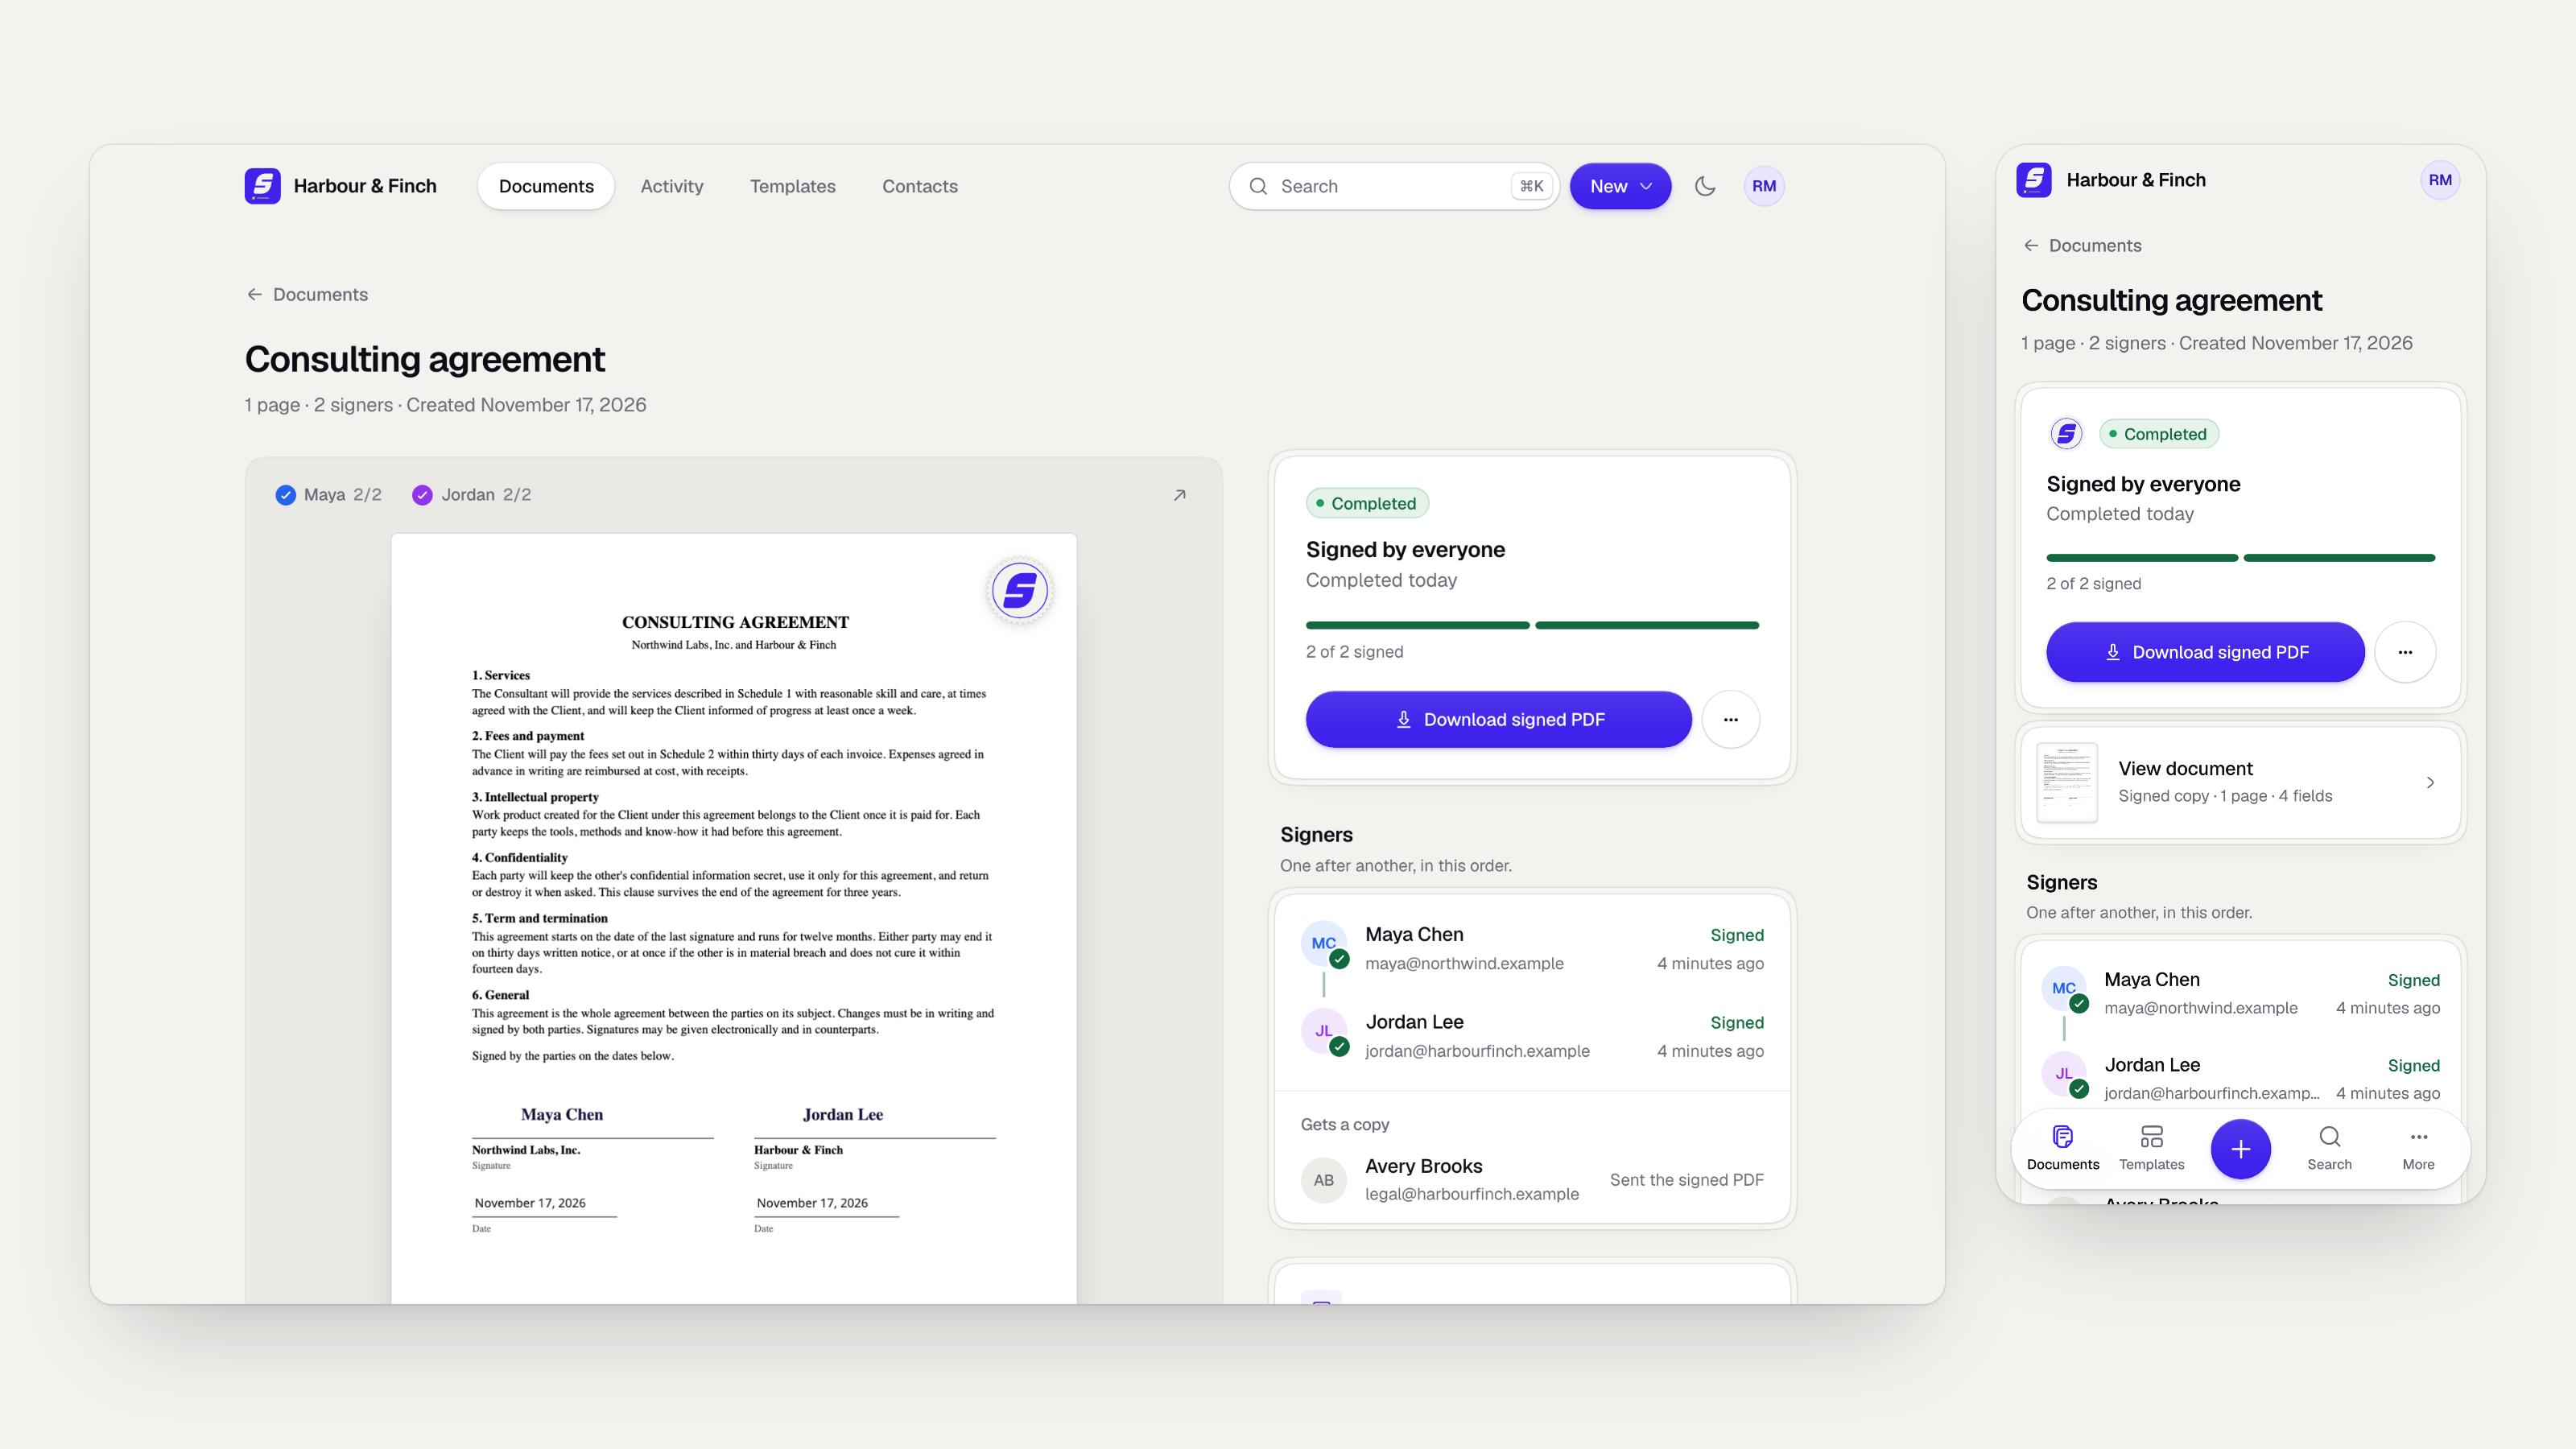 Harbour & Finch
Documents
Activity
Templates
Contacts
Search
⌘K
New
RM
Documents
Consulting agreement
1 page · 2 signers · Created November 17, 2026
Maya 2/2
Jordan 2/2
CONSULTING AGREEMENT
Northwind Labs, Inc. and Harbour & Finch
1. Services
The Consultant will provide the services described in Schedule 1 with reasonable skill and care, at times
agreed with the Client, and will keep the Client informed of progress at least once a week.
2. Fees and payment
The Client will pay the fees set out in Schedule 2 within thirty days of each invoice. Expenses agreed in
advance in writing are reimbursed at cost, with receipts.
3. Intellectual property
Work product created for the Client under this agreement belongs to the Client once it is paid for. Each
party keeps the tools, methods and know-how it had before this agreement.
4. Confidentiality
Each party will keep the other's confidential information secret, use it only for this agreement, and return
or destroy it when asked. This clause survives the end of the agreement for three years.
5. Term and termination
This agreement starts on the date of the last signature and runs for twelve months. Either party may end it
on thirty days written notice, or at once if the other is in material breach and does not cure it within
fourteen days.
6. General
This agreement is the whole agreement between the parties on its subject. Changes must be in writing and
signed by both parties. Signatures may be given electronically and in counterparts.
Signed by the parties on the dates below.
Maya Chen
Northwind Labs, Inc.
Signature
November 17, 2026
Date
Jordan Lee
Harbour & Finch
Signature
November 17, 2026
Date
Completed
Signed by everyone
Completed today
2 of 2 signed
Download signed PDF
Signers
One after another, in this order.
MC
Maya Chen
Signed
maya@northwind.example
4 minutes ago
JL
Jordan Lee
Signed
jordan@harbourfinch.example
4 minutes ago
Gets a copy
AB
Avery Brooks
legal@harbourfinch.example
Sent the signed PDF
Harbour & Finch
RM
Documents
Consulting agreement
1 page · 2 signers · Created November 17, 2026
Completed
Signed by everyone
Completed today
2 of 2 signed
Download signed PDF
View document
Signed copy · 1 page · 4 fields
Signers
One after another, in this order.
MC
Maya Chen
Signed
maya@northwind.example
4 minutes ago
JL
Jordan Lee
Signed
jordan@harbourfinch.examp...
4 minutes ago
Documents
Templates
Search
More
Avery Brooks